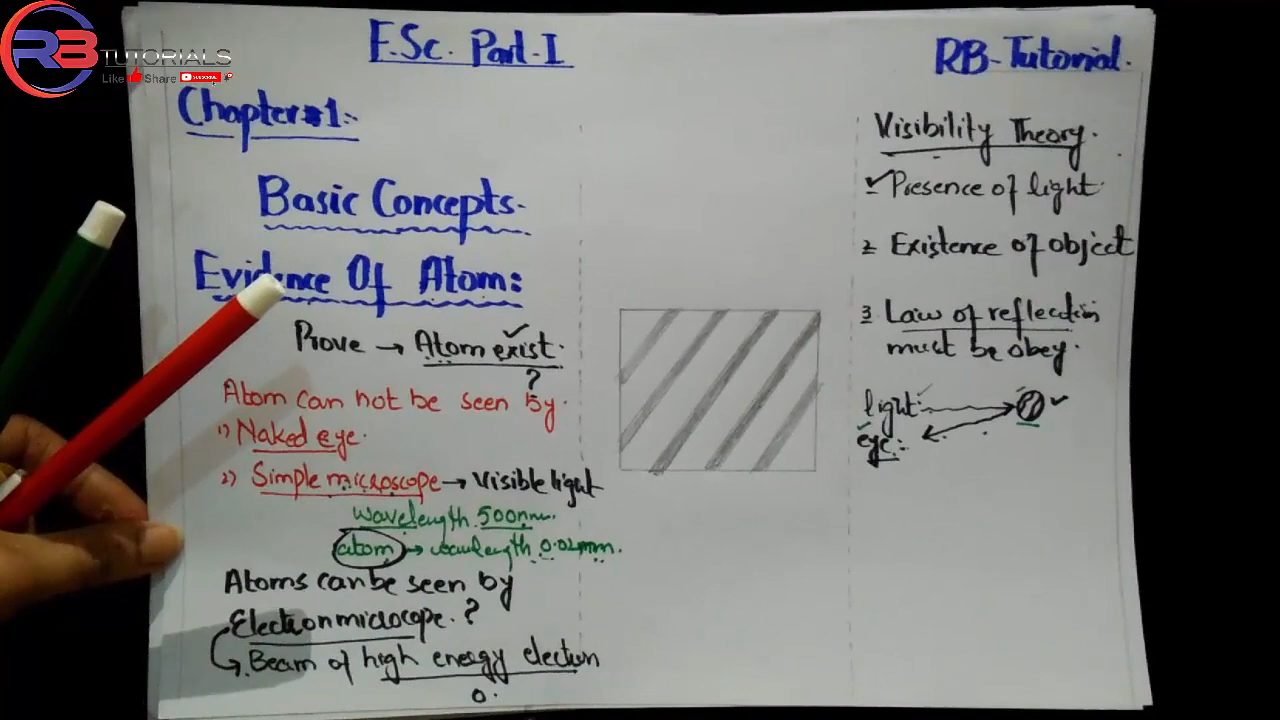 RB TUTORIALS
Like Share
F.Sc. Part-I
RB-Tutorial.
Chapter#1:-
Basic Concepts.
Evidence Of Atom:
Prove → Atom exist.
?
Atom can not be seen by.
1) Naked eye.
2) Simple microscope → Visible light
wavelength 500nm.
atom → wavelength
Atoms can be seen by
Electronmicocope. ?
Beam of high energy election
0.
Visibility Theory.
1 Presence of light
2 Existence of object
3 Law of reflection
must be obey.
light:
eye:-